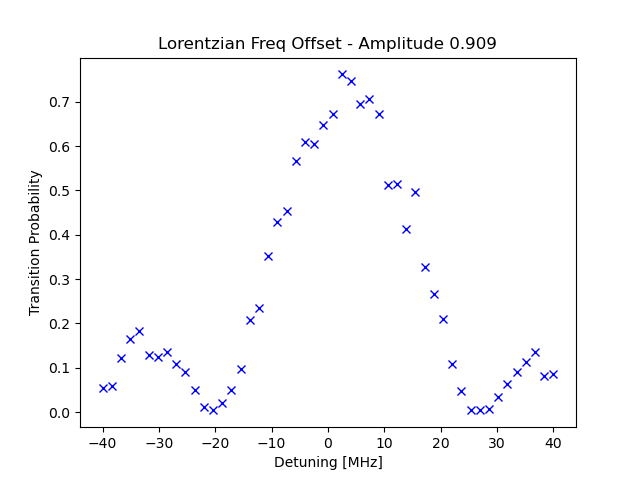 Lorentzian Freq Offset - Amplitude 0.909
Transition Probability
0.7
0.6
0.5
0.4
0.3
0.2
0.1
0.0
−40 −30 −20 −10 0 10 20 30 40
Detuning [MHz]